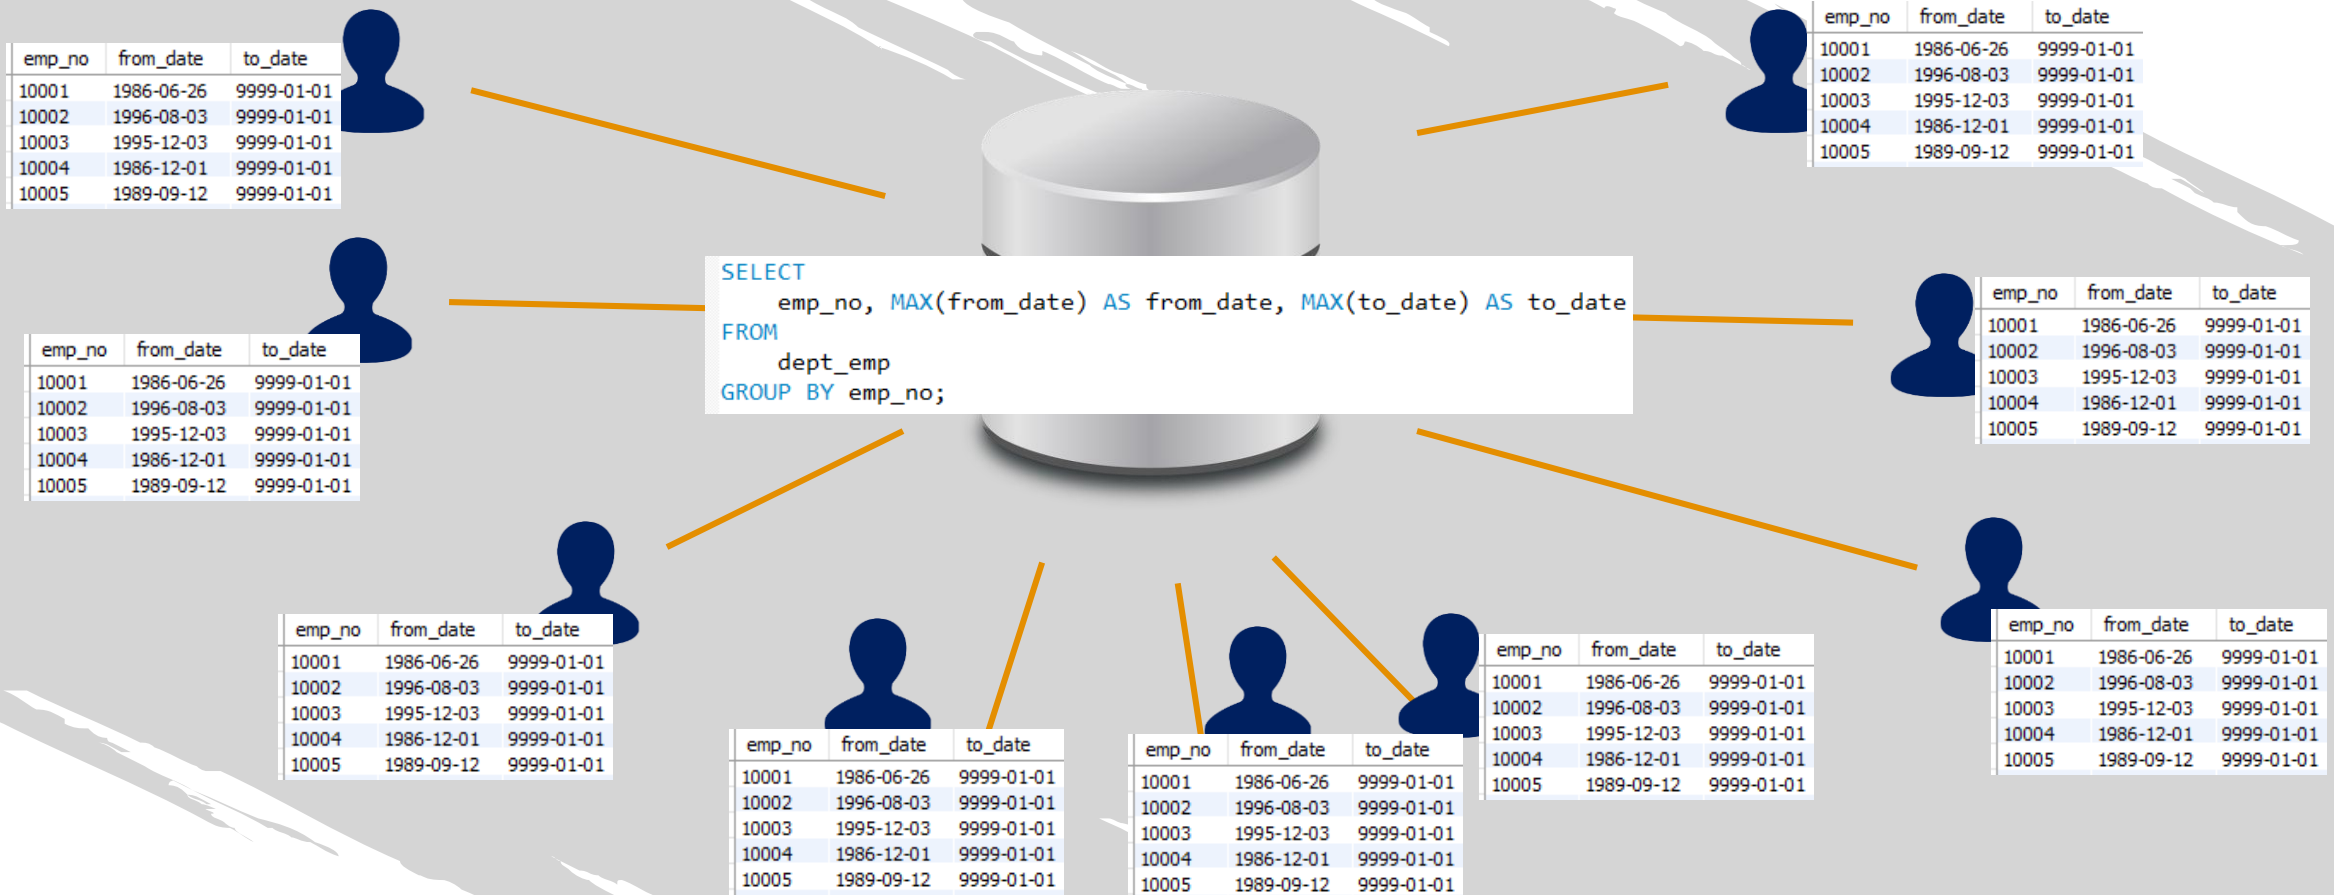 emp_no from_date to_date
10001 1986-06-26 9999-01-01
10002 1996-08-03 9999-01-01
10003 1995-12-03 9999-01-01
10004 1986-12-01 9999-01-01
10005 1989-09-12 9999-01-01
emp_no from_date to_date
10001 1986-06-26 9999-01-01
10002 1996-08-03 9999-01-01
10003 1995-12-03 9999-01-01
10004 1986-12-01 9999-01-01
10005 1989-09-12 9999-01-01
SELECT
emp_no, MAX(from_date) AS from_date, MAX(to_date) AS to_date
FROM
dept_emp
GROUP BY emp_no;
emp_no from_date to_date
10001 1986-06-26 9999-01-01
10002 1996-08-03 9999-01-01
10003 1995-12-03 9999-01-01
10004 1986-12-01 9999-01-01
10005 1989-09-12 9999-01-01
emp_no from_date to_date
10001 1986-06-26 9999-01-01
10002 1996-08-03 9999-01-01
10003 1995-12-03 9999-01-01
10004 1986-12-01 9999-01-01
10005 1989-09-12 9999-01-01
emp_no from_date to_date
10001 1986-06-26 9999-01-01
10002 1996-08-03 9999-01-01
10003 1995-12-03 9999-01-01
10004 1986-12-01 9999-01-01
10005 1989-09-12 9999-01-01
emp_no from_date to_date
10001 1986-06-26 9999-01-01
10002 1996-08-03 9999-01-01
10003 1995-12-03 9999-01-01
10004 1986-12-01 9999-01-01
10005 1989-09-12 9999-01-01
emp_no from_date to_date
10001 1986-06-26 9999-01-01
10002 1996-08-03 9999-01-01
10003 1995-12-03 9999-01-01
10004 1986-12-01 9999-01-01
10005 1989-09-12 9999-01-01
emp_no from_date to_date
10001 1986-06-26 9999-01-01
10002 1996-08-03 9999-01-01
10003 1995-12-03 9999-01-01
10004 1986-12-01 9999-01-01
10005 1989-09-12 9999-01-01
emp_no from_date to_date
10001 1986-06-26 9999-01-01
10002 1996-08-03 9999-01-01
10003 1995-12-03 9999-01-01
10004 1986-12-01 9999-01-01
10005 1989-09-12 9999-01-01